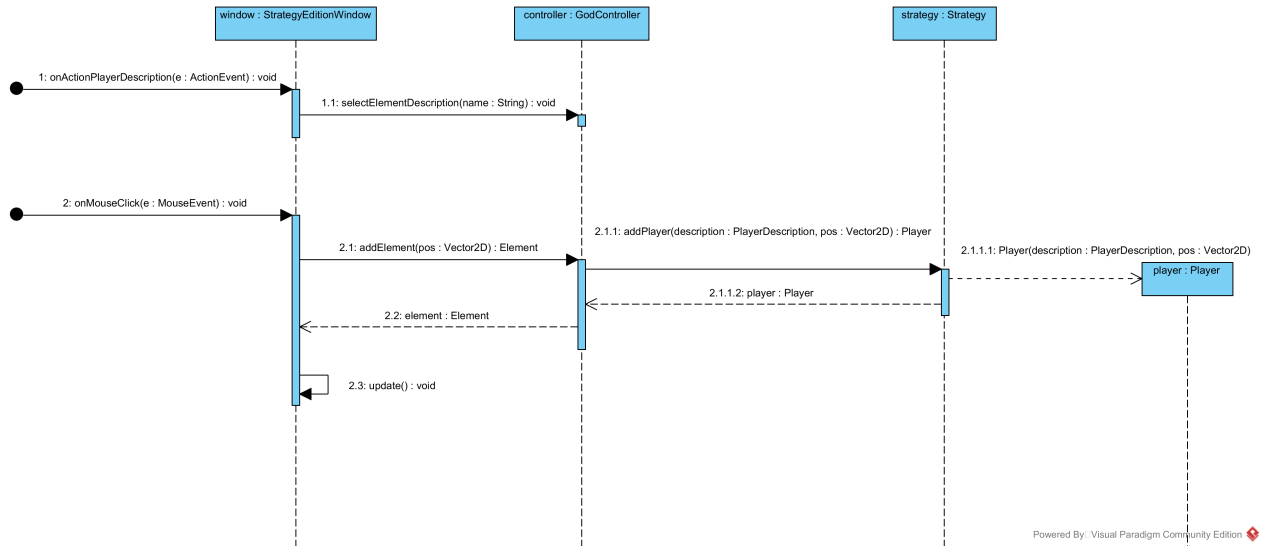 window : StrategyEditionWindow
controller : GodController
strategy : Strategy
1: onActionPlayerDescription(e : ActionEvent) : void
1.1: selectElementDescription(name : String) : void
2: onMouseClick(e : MouseEvent) : void
2.1: addElement(pos : Vector2D) : Element
2.1.1: addPlayer(description : PlayerDescription, pos : Vector2D) : Player
2.1.1.1: Player(description : PlayerDescription, pos : Vector2D)
player : Player
2.1.1.2: player : Player
2.2: element : Element
2.3: update() : void
Powered By Visual Paradigm Community Edition